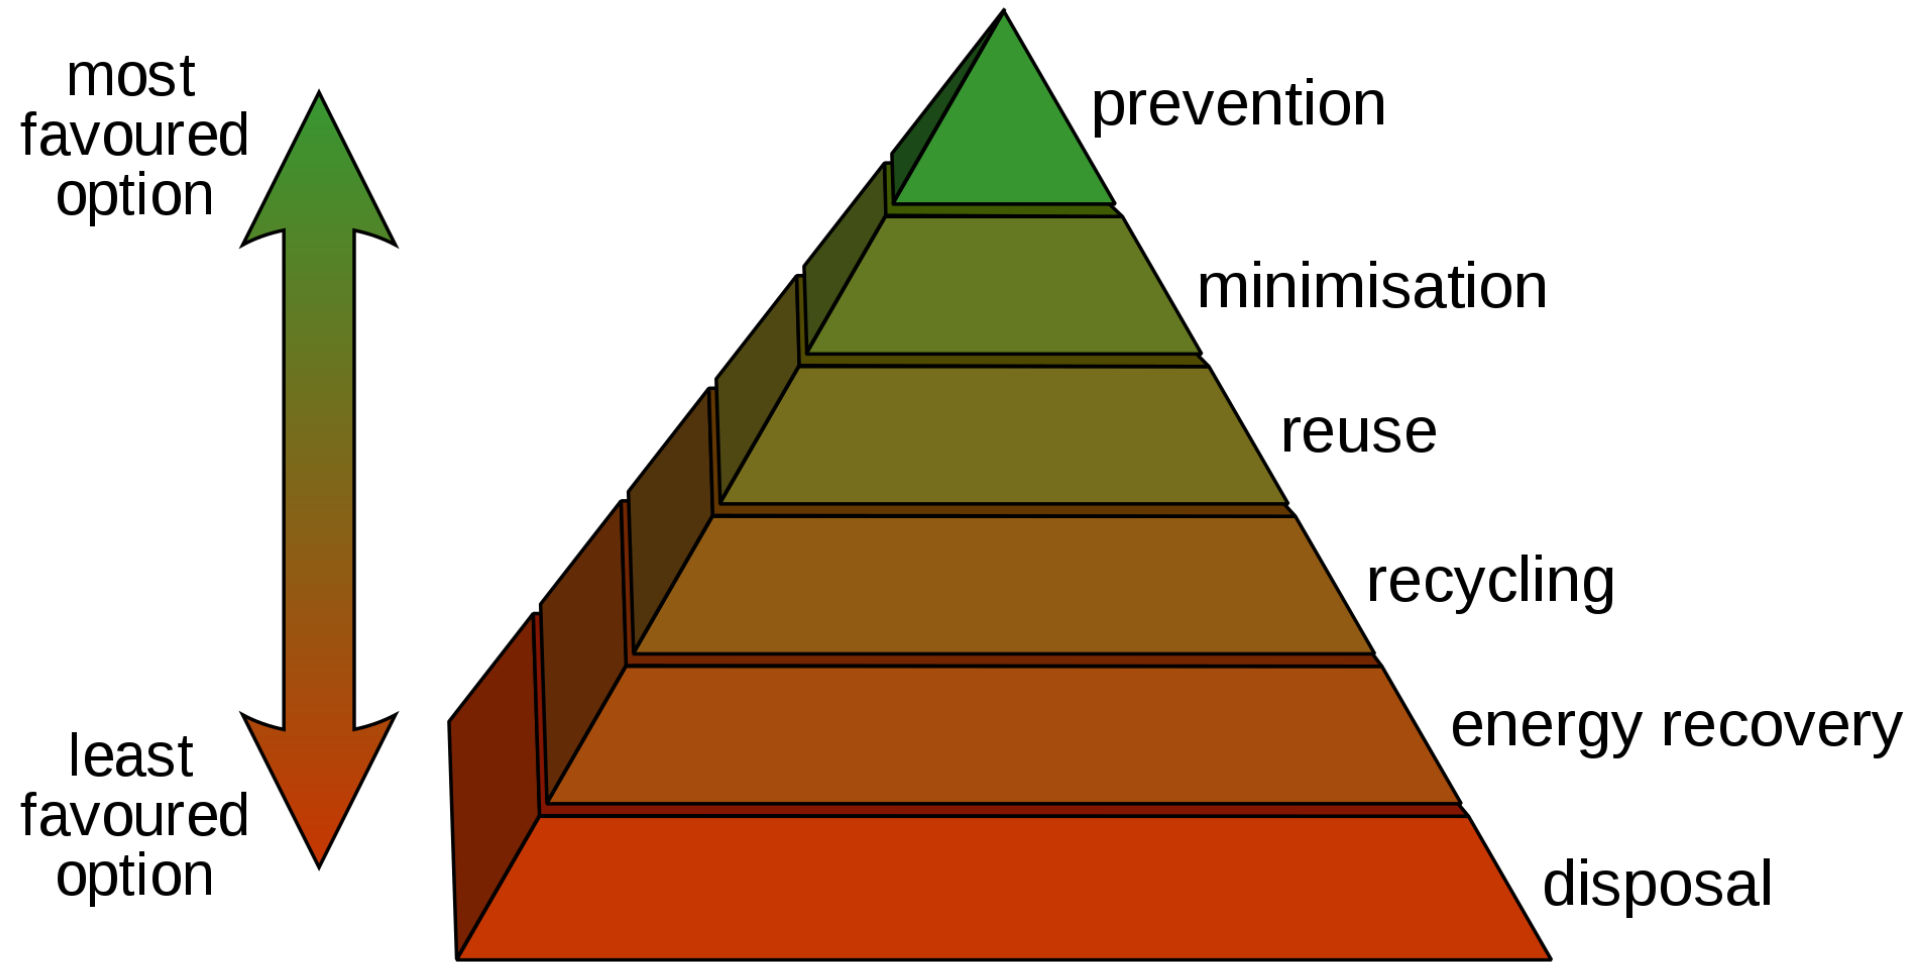 most
favoured
option
prevention
minimisation
reuse
recycling
energy recovery
least
favoured
option
disposal